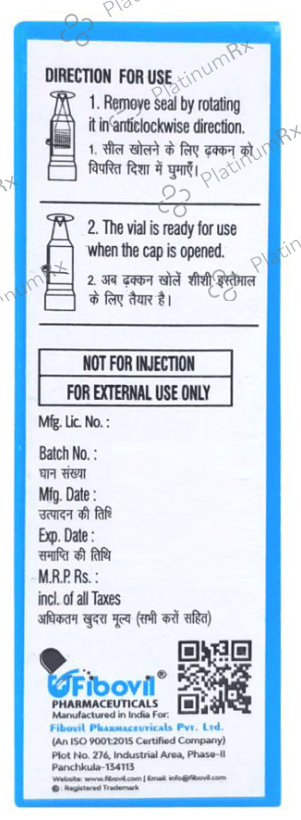 PlatinumRx
DIRECTION FOR USE
1. Remove seal by rotating
it in anticlockwise direction.
1. सील खोलने के लिए ढक्कन को
विपरित दिशा में घुमाएँ।
2. The vial is ready for use
when the cap is opened.
2. अब ढक्कन खोलें शीशी इस्तेमाल
के लिए तैयार है।
NOT FOR INJECTION
FOR EXTERNAL USE ONLY
Mfg. Lic. No. :
Batch No. :
घान संख्या
Mfg. Date :
उत्पादन की तिथि
Exp. Date :
समाप्ति की तिथि
M.R.P. Rs. :
incl. of all Taxes
अधिकतम खुदरा मूल्य (सभी करों सहित)
Fibovil®
PHARMACEUTICALS
Manufactured in India For:
Fibovil Pharmaceuticals Pvt. Ltd.
(An ISO 9001:2015 Certified Company)
Plot No. 276, Industrial Area, Phase-II
Panchkula-134113
Website: www.fibovil.com | Email: info@fibovil.com
® : Registered Trademark